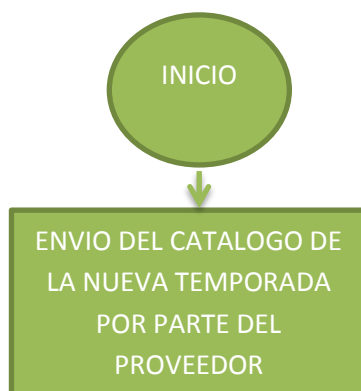 INICIO
ENVIO DEL CATALOGO DE
LA NUEVA TEMPORADA
POR PARTE DEL
PROVEEDOR